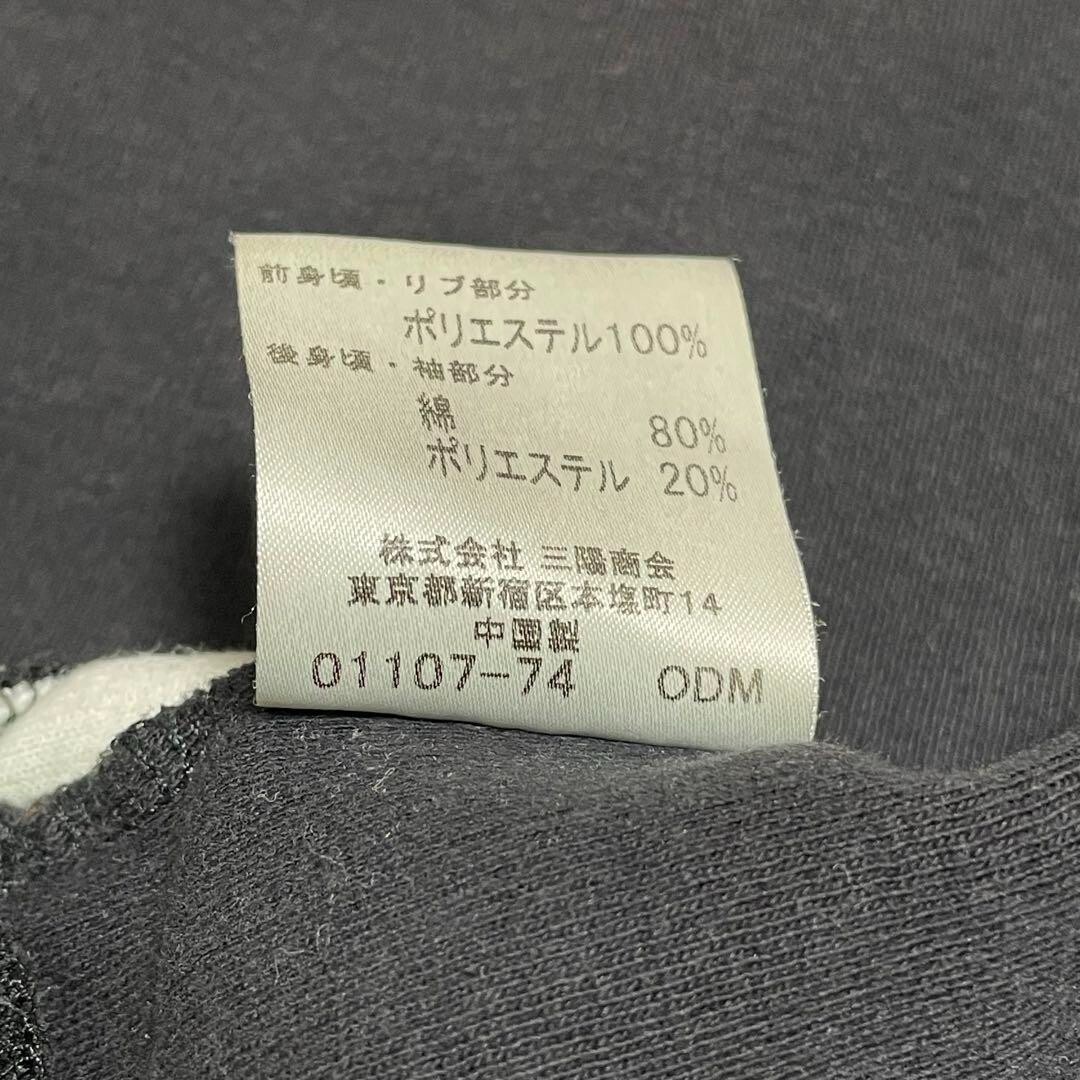 前身頃・リブ部分
ポリエステル100%
後身頃・袖部分
綿 80%
ポリエステル 20%
株式会社 三陽商会
東京都新宿区本塩町14
中国製
01107-74 ODM